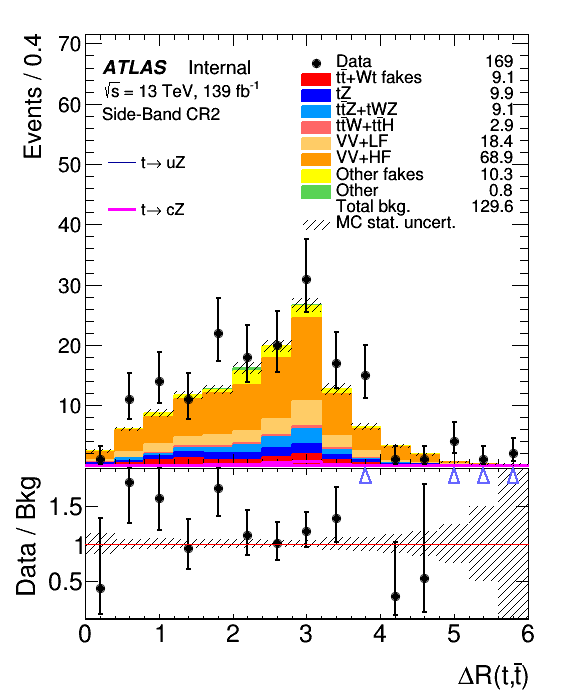 ATLAS Internal
√s = 13 TeV, 139 fb⁻¹
Side-Band CR2
t→ uZ
t→ cZ
Data 169
tt̄+Wt fakes 9.1
tZ 9.9
tt̄Z+tWZ 9.1
tt̄W+tt̄H 2.9
VV+LF 18.4
VV+HF 68.9
Other fakes 10.3
Other 0.8
Total bkg. 129.6
MC stat. uncert.
Events / 0.4
70
60
50
40
30
20
10
Data / Bkg
1.5
1
0.5
0 1 2 3 4 5 6
ΔR(t,t̄)